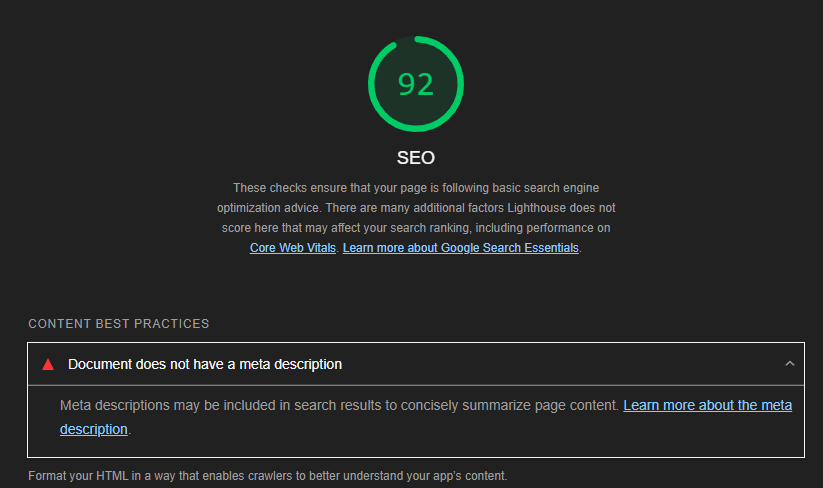 92
SEO
These checks ensure that your page is following basic search engine
optimization advice. There are many additional factors Lighthouse does not
score here that may affect your search ranking, including performance on
Core Web Vitals. Learn more about Google Search Essentials.
CONTENT BEST PRACTICES
Document does not have a meta description
Meta descriptions may be included in search results to concisely summarize page content. Learn more about the meta
description.
Format your HTML in a way that enables crawlers to better understand your app's content.